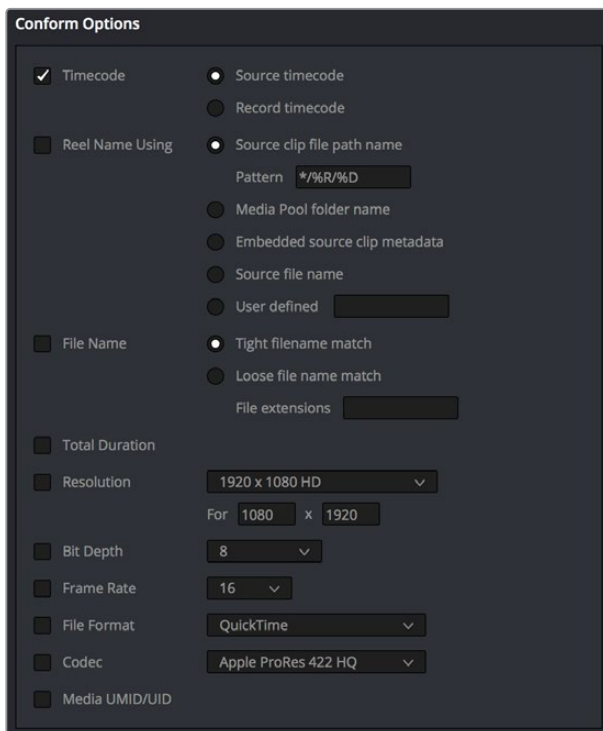 Conform Options
Timecode Source timecode
Record timecode
Reel Name Using Source clip file path name
Pattern */%R/%D
Media Pool folder name
Embedded source clip metadata
Source file name
User defined
File Name Tight filename match
Loose file name match
File extensions
Total Duration
Resolution 1920 x 1080 HD
For 1080 x 1920
Bit Depth 8
Frame Rate 16
File Format QuickTime
Codec Apple ProRes 422 HQ
Media UMID/UID